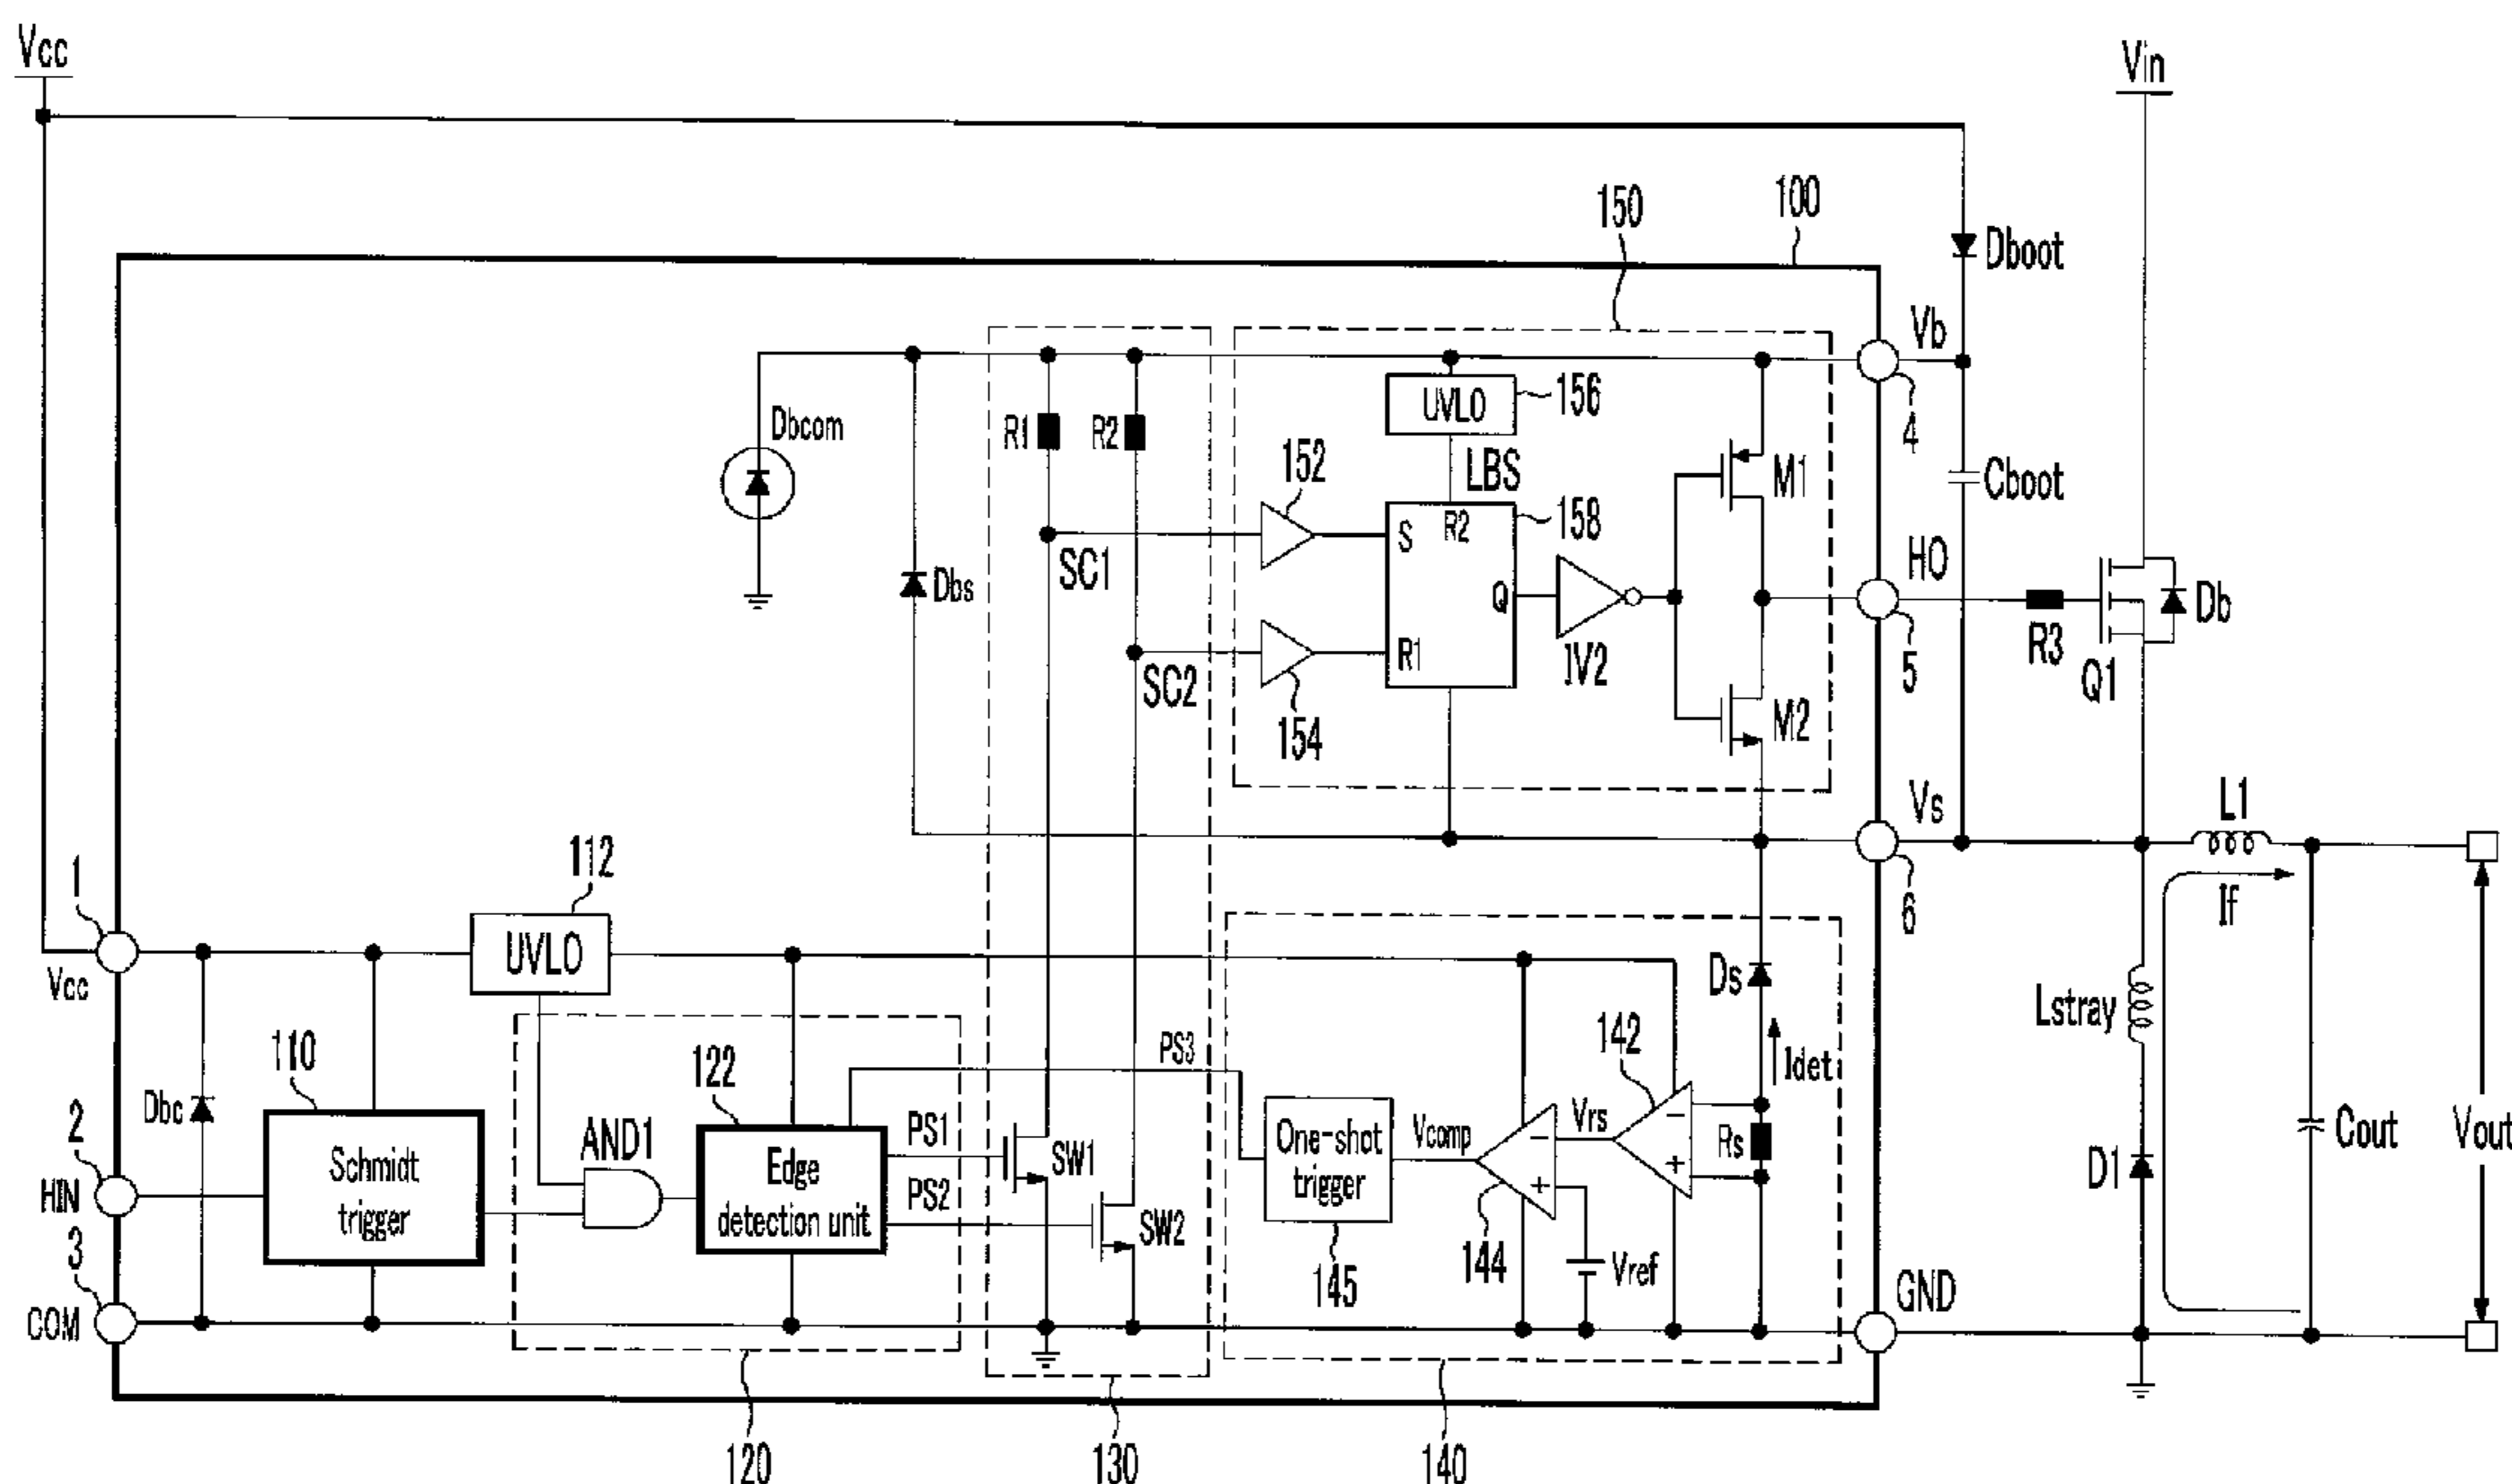 Vcc
Vin
150
100
Dboot
Vb
4
UVLO
156
Dbcom
R1
R2
152
LBS
M1
Cboot
SC1
S
R2
158
HO
Dbs
Q
Db
R3
5
Q1
SC2
R1
IV2
154
M2
Vs
L1
6
If
1
112
UVLO
Vcc
Ds
Lstray
110
122
PS3
142
Idet
2
Dbc
HIN
Schmidt
trigger
AND1
Edge
detection unit
PS1
PS2
SW1
SW2
One-shot
trigger
Vcomp
Vrs
-
+
-
+
Rs
D1
Cout
Vout
3
COM
145
144
Vref
GND
120
130
140